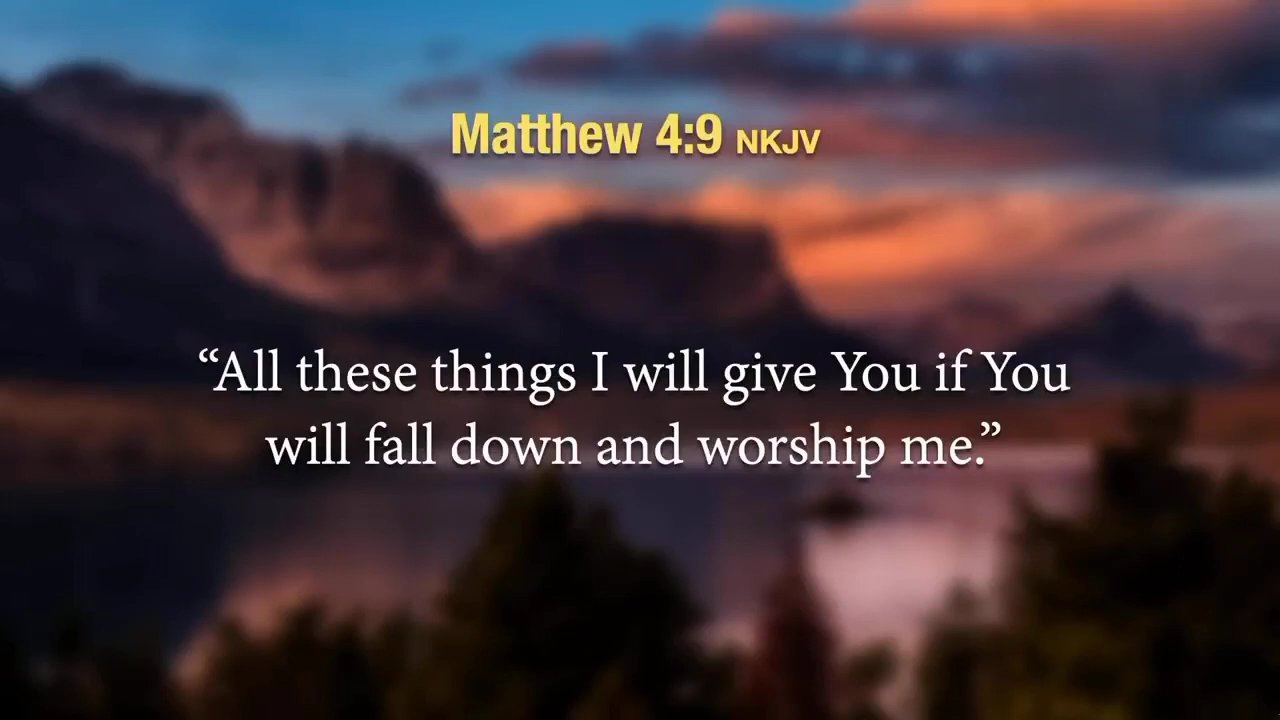 Matthew 4:9 NKJV
“All these things I will give You if You
will fall down and worship me.”